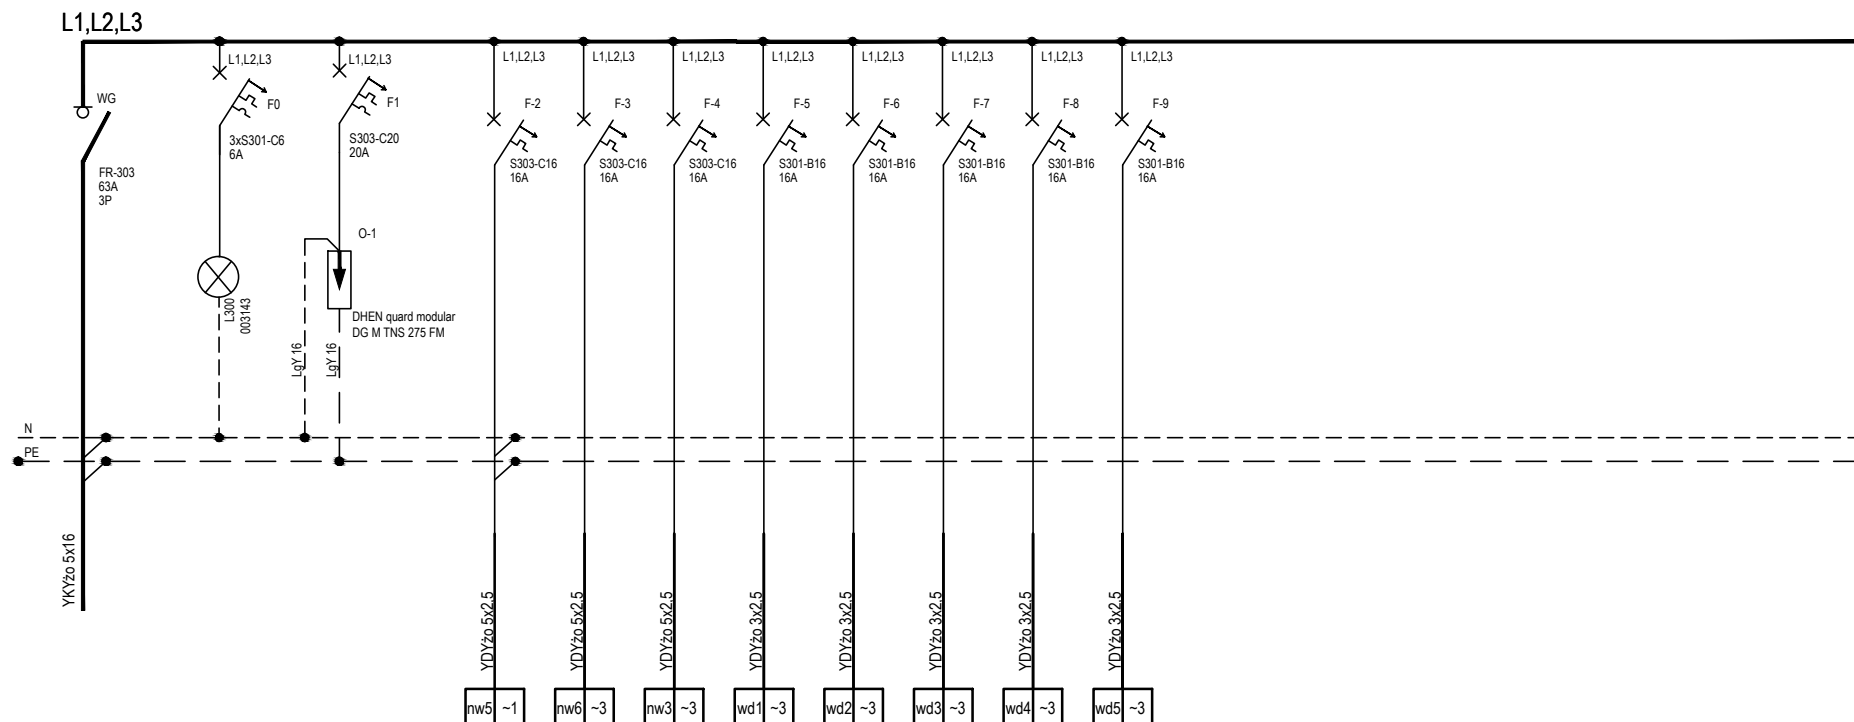 L1,L2,L3
WG
FR-303
63A
3P
YKYżo 5x16
L1,L2,L3
F0
3xS301-C6
6A
L300
003143
L1,L2,L3
F1
S303-C20
20A
O-1
DHEN quard modular
DG M TNS 275 FM
LgY 16
LgY 16
N
PE
L1,L2,L3
F-2
S303-C16
16A
YDYżo 5x2,5
nw5 ~1
L1,L2,L3
F-3
S303-C16
16A
YDYżo 5x2,5
nw6 ~3
L1,L2,L3
F-4
S303-C16
16A
YDYżo 5x2,5
nw3 ~3
L1,L2,L3
F-5
S301-B16
16A
YDYżo 3x2,5
wd1 ~3
L1,L2,L3
F-6
S301-B16
16A
YDYżo 3x2,5
wd2 ~3
L1,L2,L3
F-7
S301-B16
16A
YDYżo 3x2,5
wd3 ~3
L1,L2,L3
F-8
S301-B16
16A
YDYżo 3x2,5
wd4 ~3
L1,L2,L3
F-9
S301-B16
16A
YDYżo 3x2,5
wd5 ~3